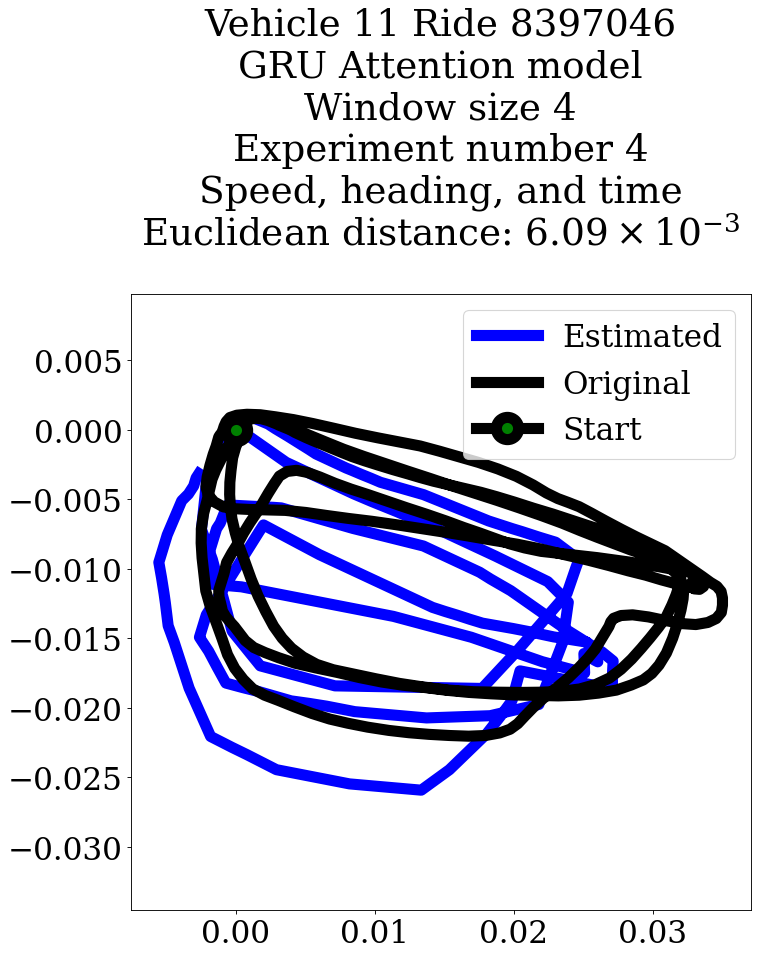 Vehicle 11 Ride 8397046
GRU Attention model
Window size 4
Experiment number 4
Speed, heading, and time
Euclidean distance: 6.09 × 10⁻³
Estimated
Original
Start
0.005
0.000
−0.005
−0.010
−0.015
−0.020
−0.025
−0.030
0.00 0.01 0.02 0.03